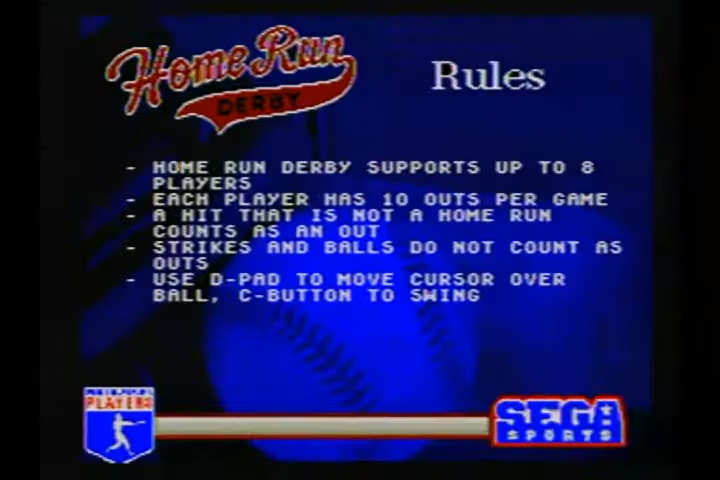 Home Run
DERBY
Rules
- HOME RUN DERBY SUPPORTS UP TO 8
PLAYERS
- EACH PLAYER HAS 10 OUTS PER GAME
- A HIT THAT IS NOT A HOME RUN
COUNTS AS AN OUT
- STRIKES AND BALLS DO NOT COUNT AS
OUTS
- USE D-PAD TO MOVE CURSOR OVER
BALL, C-BUTTON TO SWING
PLAYERS
SEGA
SPORTS